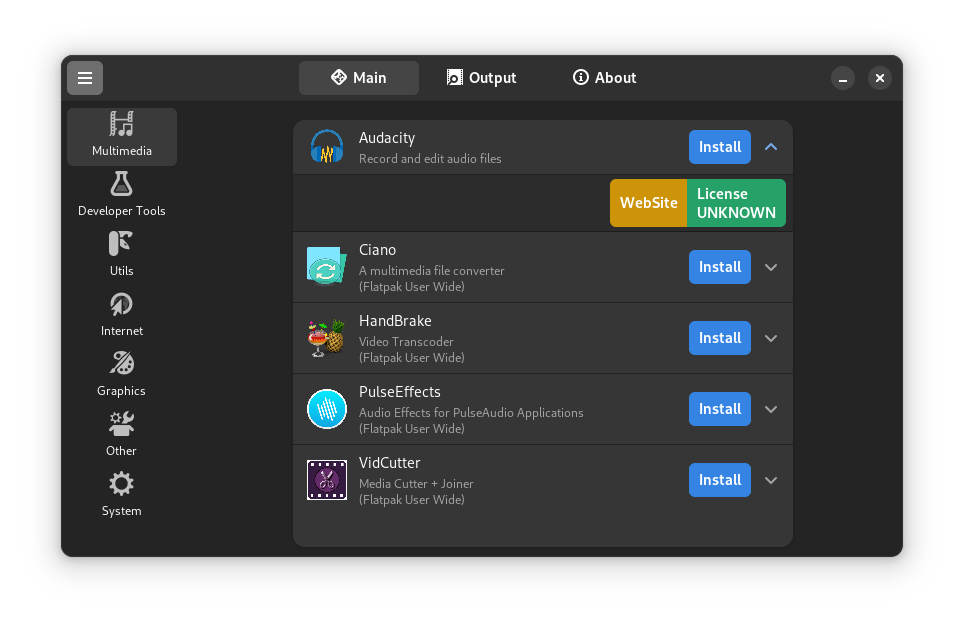 Main
Output
About
Multimedia
Developer Tools
Utils
Internet
Graphics
Other
System
Audacity
Record and edit audio files
Install
WebSite
License
UNKNOWN
Ciano
A multimedia file converter
(Flatpak User Wide)
Install
HandBrake
Video Transcoder
(Flatpak User Wide)
Install
PulseEffects
Audio Effects for PulseAudio Applications
(Flatpak User Wide)
Install
VidCutter
Media Cutter + Joiner
(Flatpak User Wide)
Install